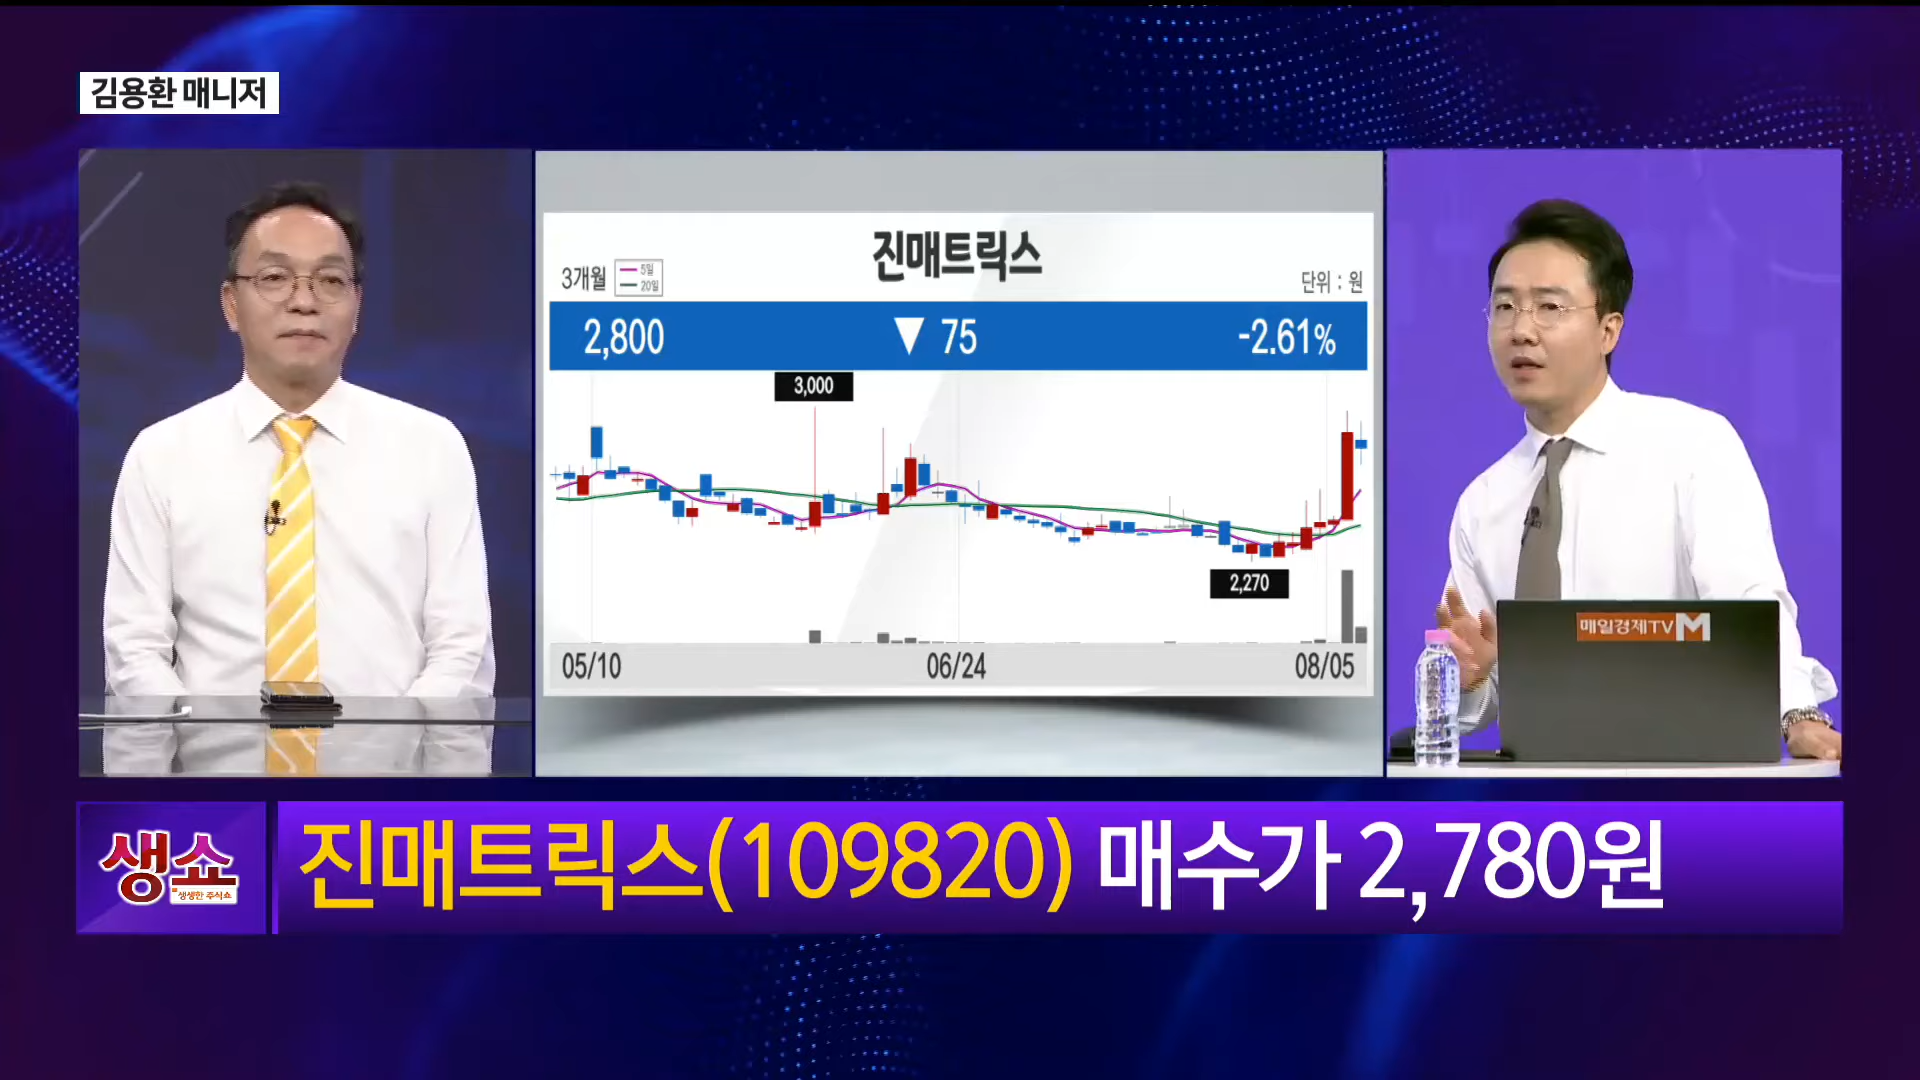 김용환 매니저
진매트릭스
3개월
5일
20일
단위 : 원
2,800 ▼ 75 -2.61%
3,000
2,270
05/10 06/24 08/05
매일경제TV M
생쇼
생생한 주식쇼
진매트릭스(109820) 매수가 2,780원